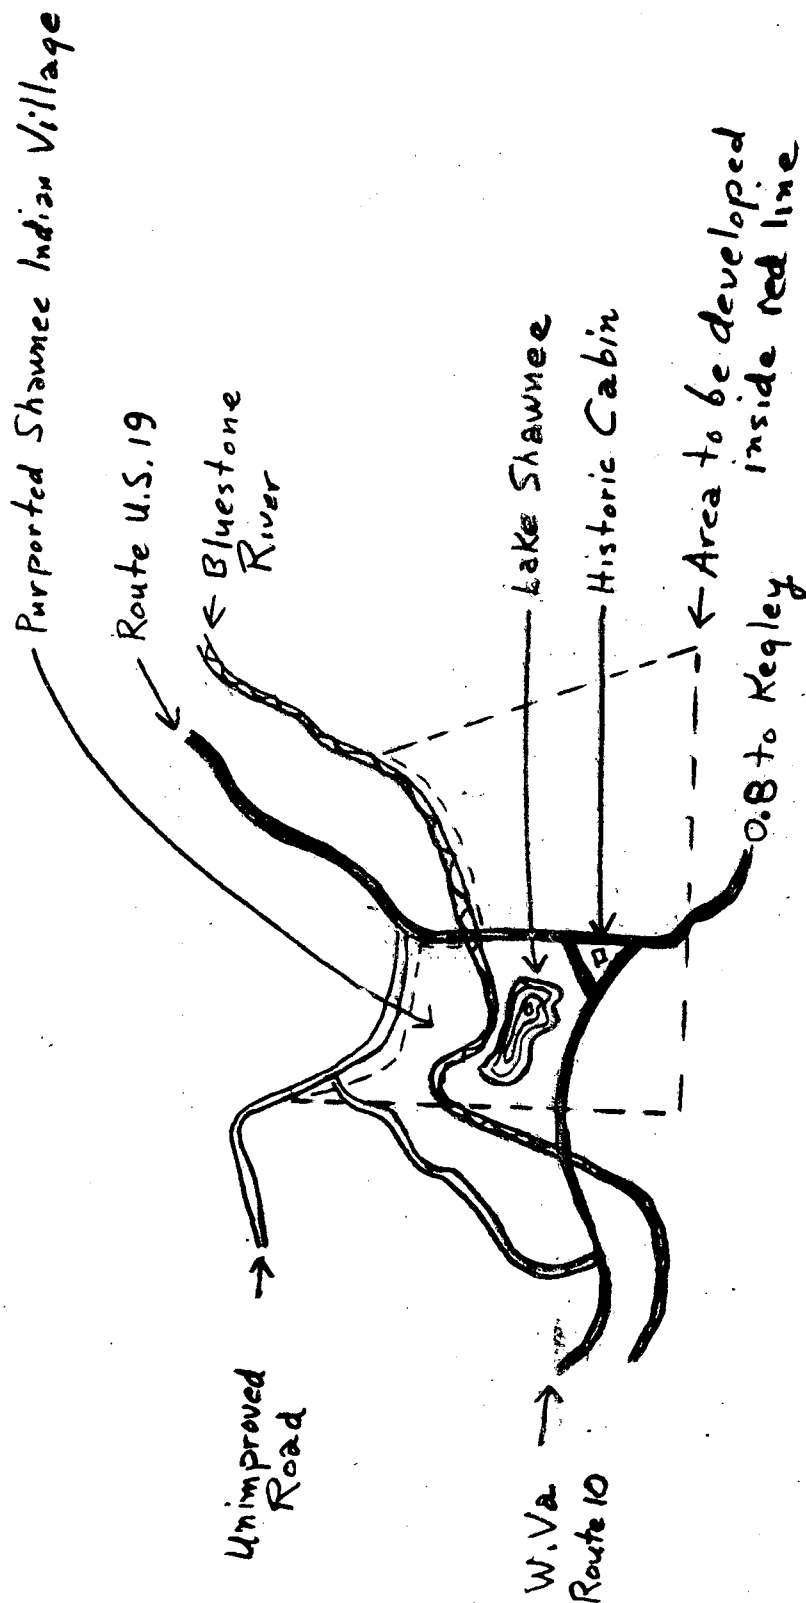 Purported Shawnee Indian Village
Route U.S. 19
Bluestone
River
Lake Shawnee
Historic Cabin
Area to be developed
inside red line
0.8 to Kegley
Unimproved
Road
W.Va
Route 10